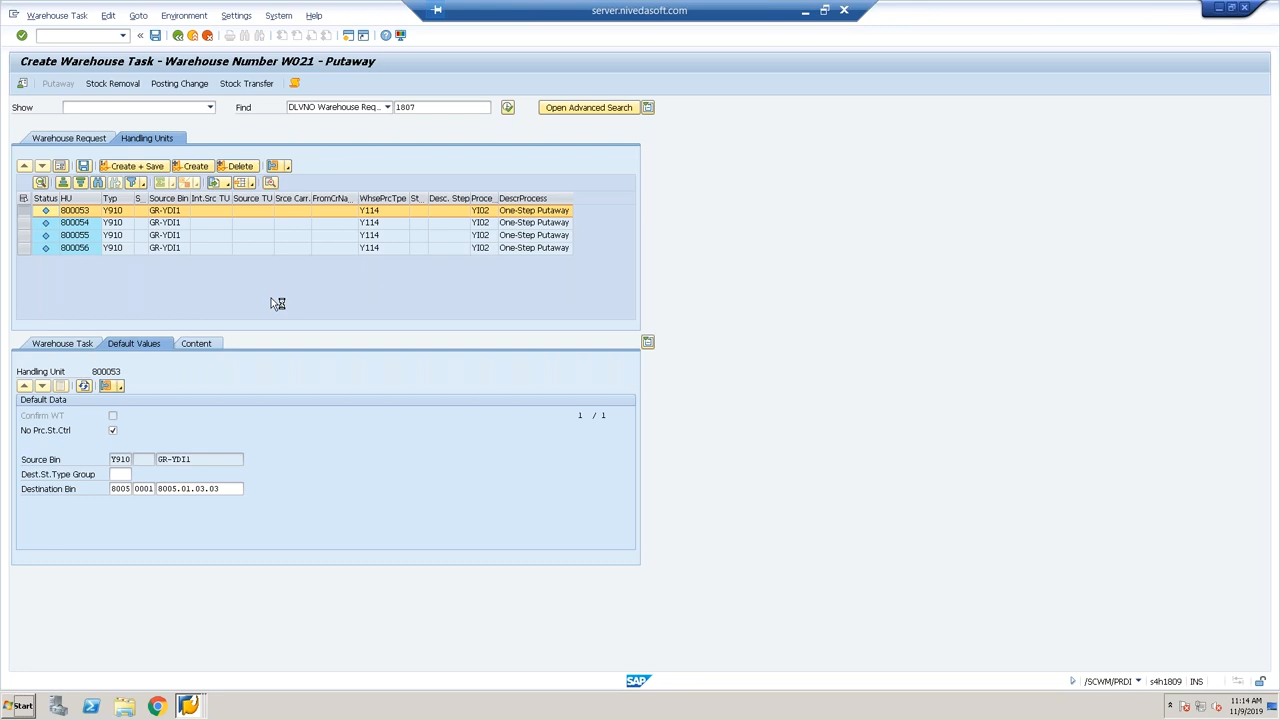 server.nivedasoft.com
Warehouse Task Edit Goto Environment Settings System Help
Create Warehouse Task - Warehouse Number W021 - Putaway
Putaway Stock Removal Posting Change Stock Transfer
Show Find DLVNO Warehouse Req... 1807 Open Advanced Search
Warehouse Request Handling Units
Create + Save Create Delete
Status HU Typ S... Source Bin Int.Src TU Source TU Srce Carr. FromCrNa... WhsePrcTpe St... Desc. Step Proce... DescrProcess
800053 Y910 GR-YDI1 Y114 YI02 One-Step Putaway
800054 Y910 GR-YDI1 Y114 YI02 One-Step Putaway
800055 Y910 GR-YDI1 Y114 YI02 One-Step Putaway
800056 Y910 GR-YDI1 Y114 YI02 One-Step Putaway
Warehouse Task Default Values Content
Handling Unit 800053
Default Data
Confirm WT 1 / 1
No Prc.St.Ctrl
Source Bin Y910 GR-YDI1
Dest.St.Type Group
Destination Bin 8005 0001 8005.01.03.03
SAP /SCWM/PRDI s4h1809 INS
Start 11:14 AM
11/9/2019